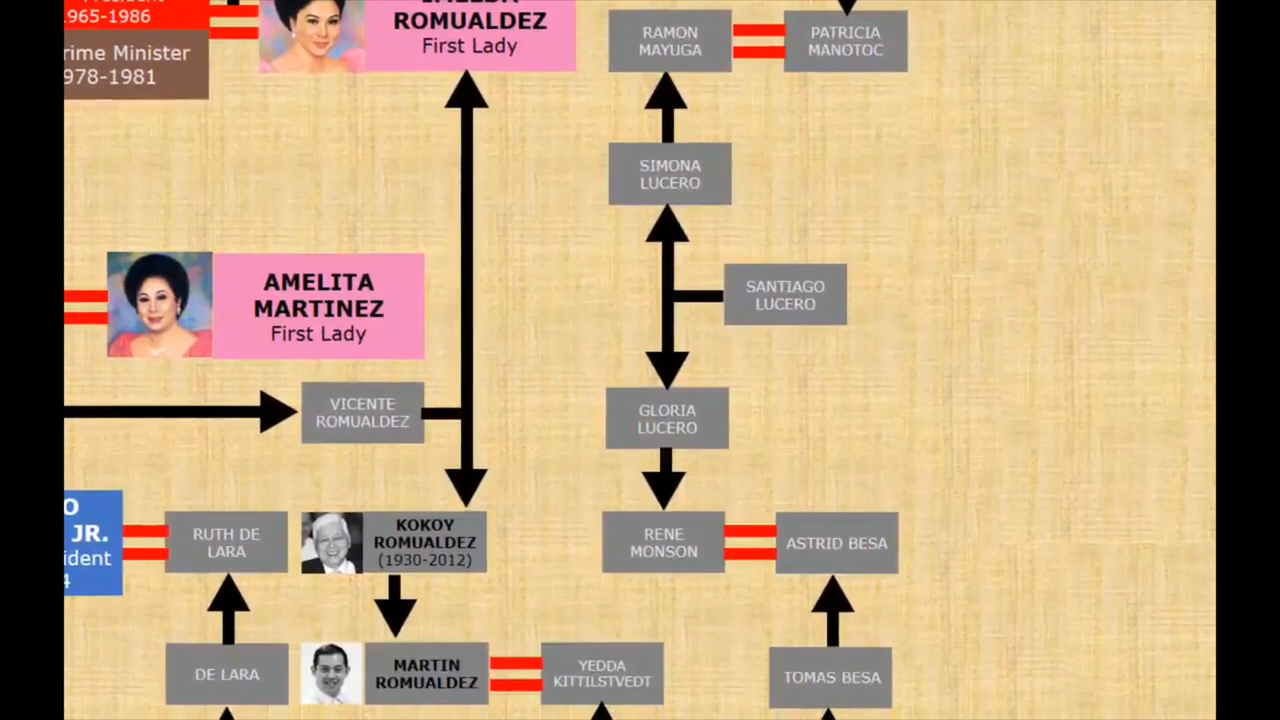 1965-1986
rime Minister
978-1981
ROMUALDEZ
First Lady
RAMON
MAYUGA
PATRICIA
MANOTOC
SIMONA
LUCERO
AMELITA
MARTINEZ
First Lady
SANTIAGO
LUCERO
VICENTE
ROMUALDEZ
GLORIA
LUCERO
O
JR.
ident
4
RUTH DE
LARA
KOKOY
ROMUALDEZ
(1930-2012)
RENE
MONSON
ASTRID BESA
DE LARA
MARTIN
ROMUALDEZ
YEDDA
KITTILSTVEDT
TOMAS BESA